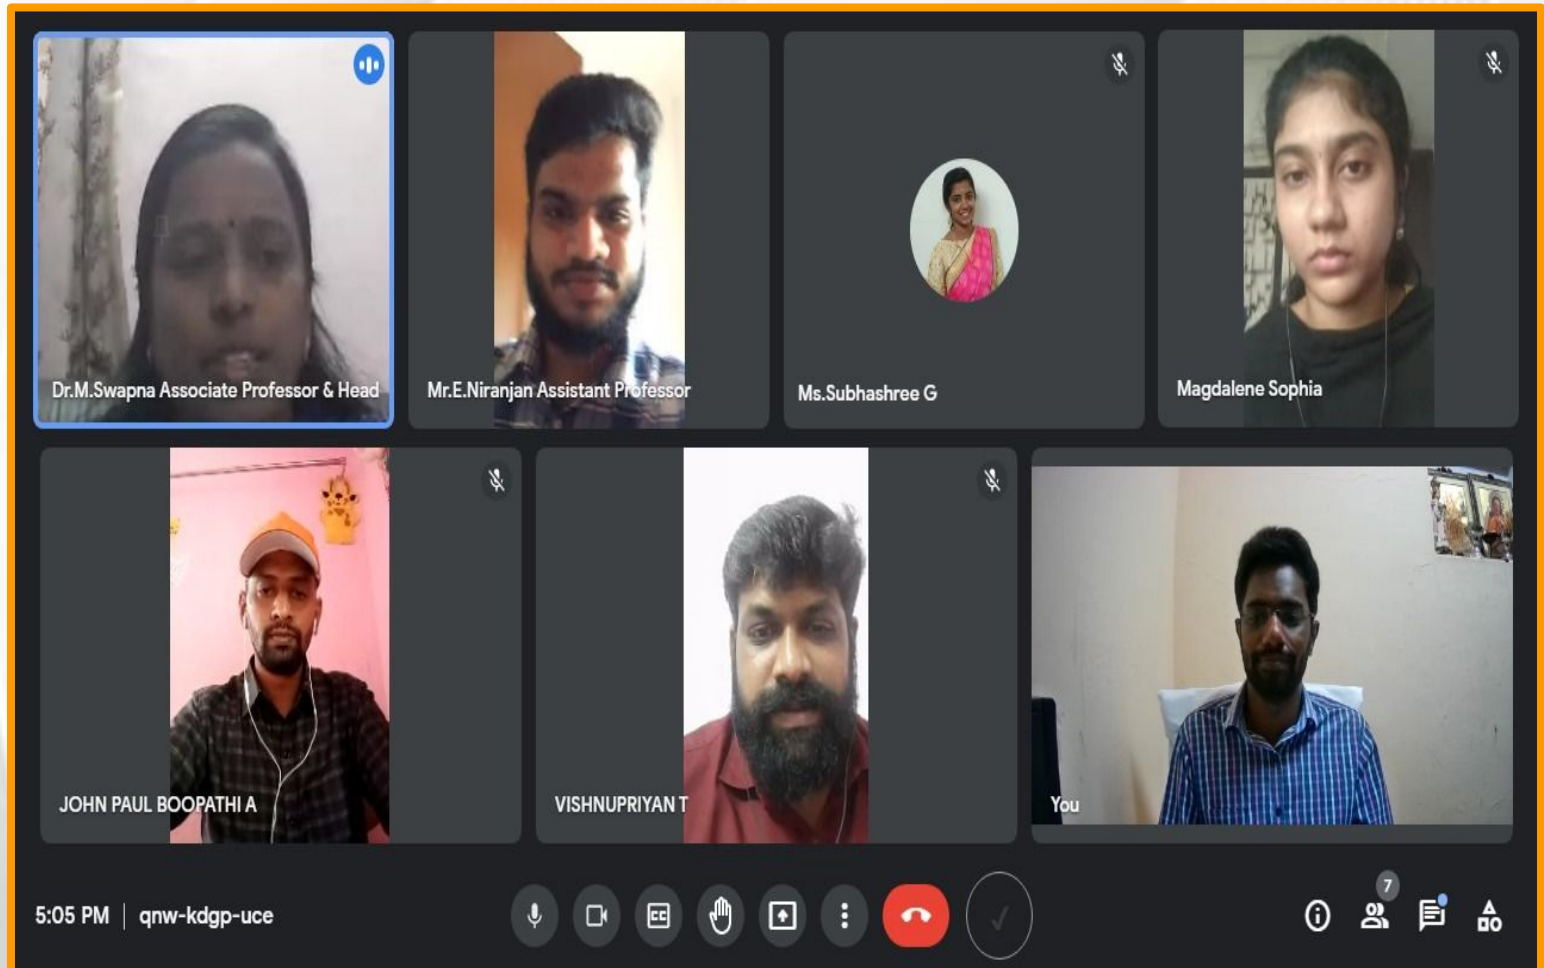 Dr.M.Swapna Associate Professor & Head
Mr.E.Niranjan Assistant Professor
Ms.Subhashree G
Magdalene Sophia
JOHN PAUL BOOPATHI A
VISHNUPRIYAN T
You
5:05 PM | qnw-kdgp-uce
CC
7